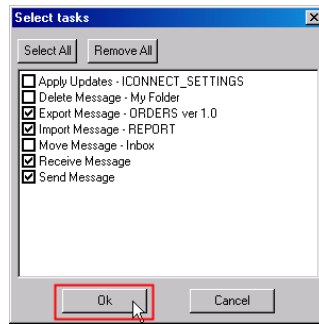 Select tasks
Select All Remove All
Apply Updates - ICONNECT_SETTINGS
Delete Message - My Folder
Export Message - ORDERS ver 1.0
Import Message - REPORT
Move Message - Inbox
Receive Message
Send Message
Ok Cancel